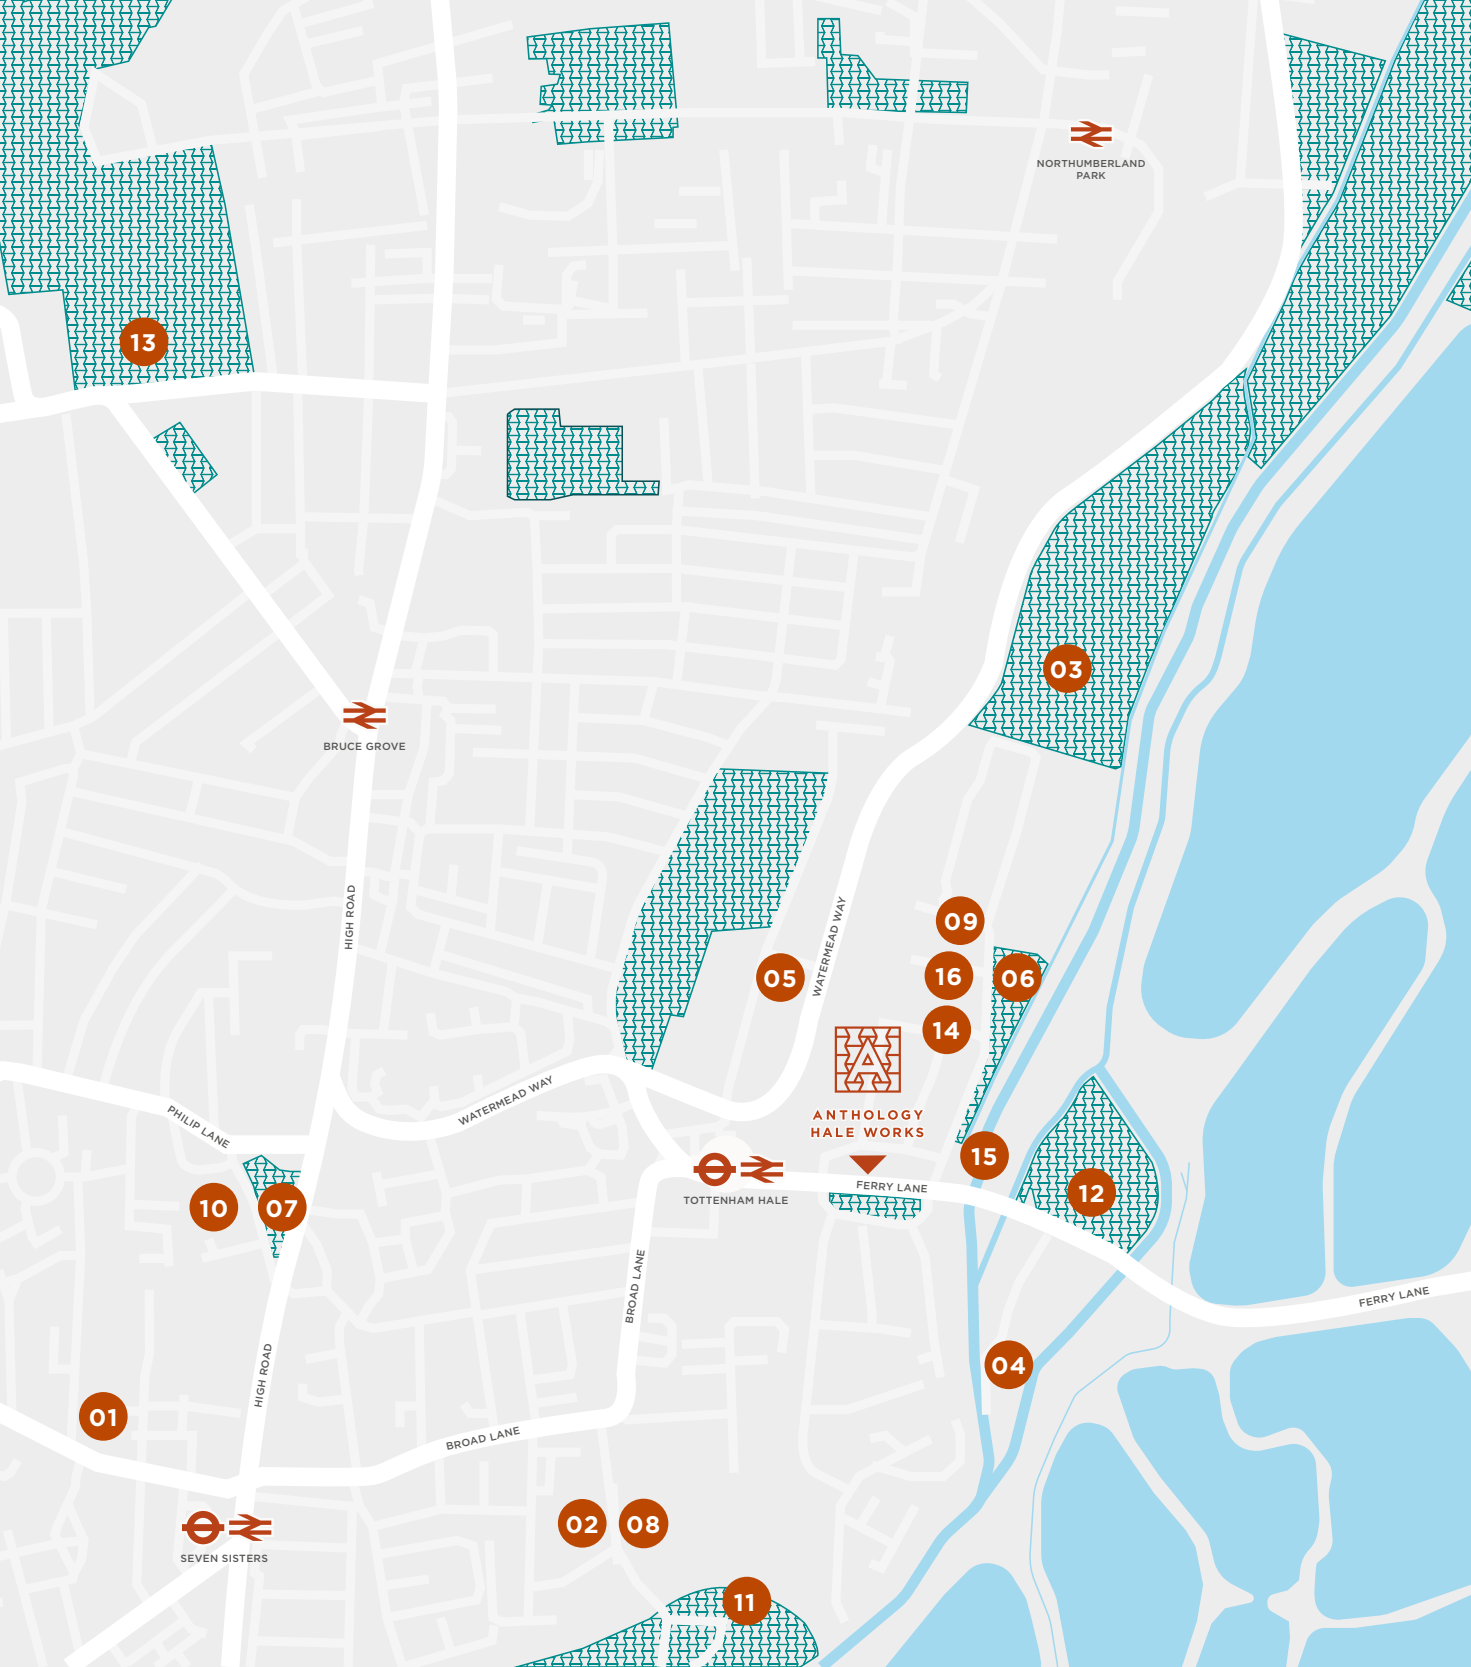 NORTHUMBERLAND
PARK
13
03
BRUCE GROVE
HIGH ROAD
WATERMEAD WAY
09
05
16
06
14
WATERMEAD WAY
PHILIP LANE
A
ANTHOLOGY
HALE WORKS
15
TOTTENHAM HALE
FERRY LANE
12
10
07
BROAD LANE
FERRY LANE
HIGH ROAD
04
01
BROAD LANE
02
08
SEVEN SISTERS
11